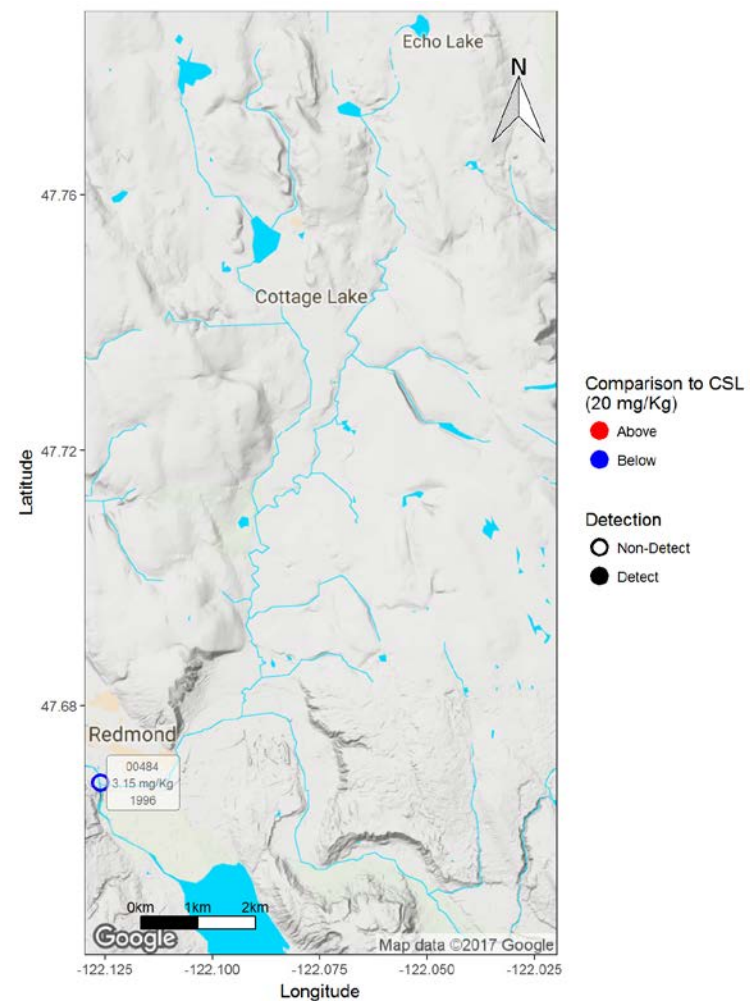 Echo Lake
N
47.76
Cottage Lake
Comparison to CSL
(20 mg/Kg)
Above
Below
47.72
Latitude
Detection
Non-Detect
Detect
47.68
Redmond
00484
3.15 mg/Kg
1996
0km 1km 2km
Google
Map data ©2017 Google
-122.125 -122.100 -122.075 -122.050 -122.025
Longitude